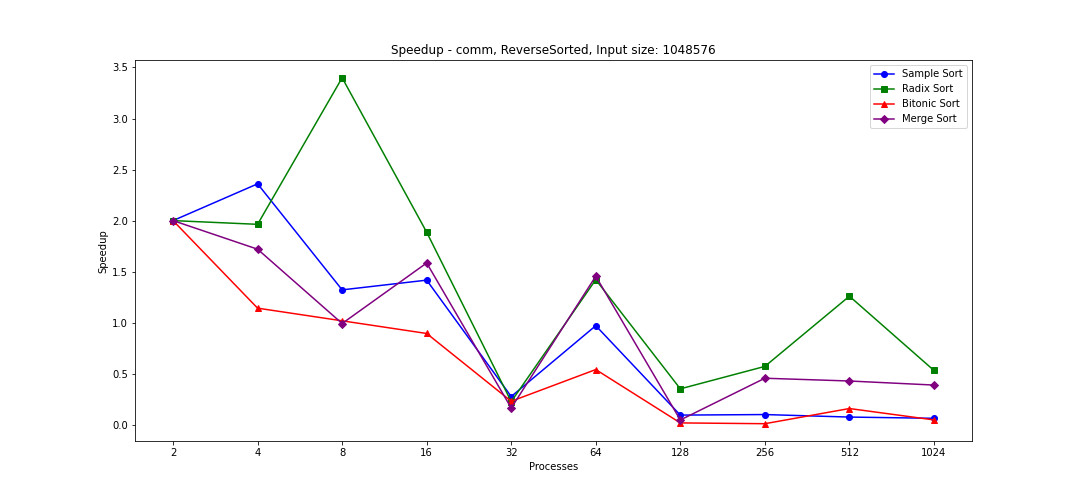 Speedup - comm, ReverseSorted, Input size: 1048576
Sample Sort
Radix Sort
Bitonic Sort
Merge Sort
Speedup
3.5
3.0
2.5
2.0
1.5
1.0
0.5
0.0
2 4 8 16 32 64 128 256 512 1024
Processes